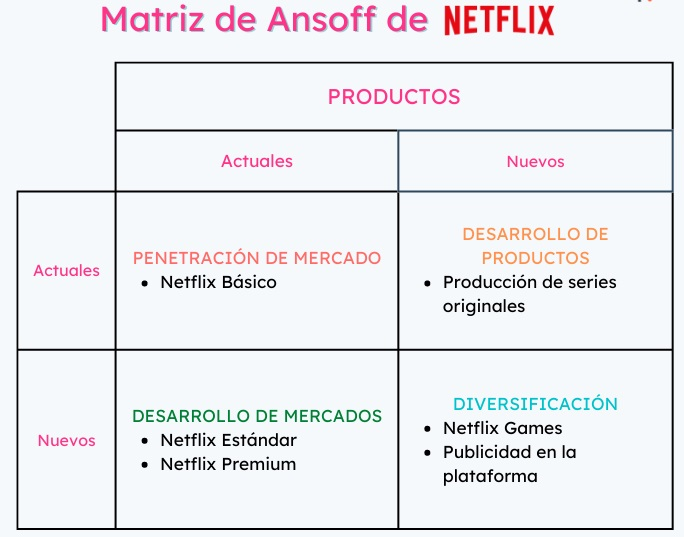 Matriz de Ansoff de NETFLIX
PRODUCTOS
Actuales
Nuevos
Actuales
PENETRACIÓN DE MERCADO
• Netflix Básico
DESARROLLO DE
PRODUCTOS
• Producción de series
originales
Nuevos
DESARROLLO DE MERCADOS
• Netflix Estándar
• Netflix Premium
DIVERSIFICACIÓN
• Netflix Games
• Publicidad en la
plataforma